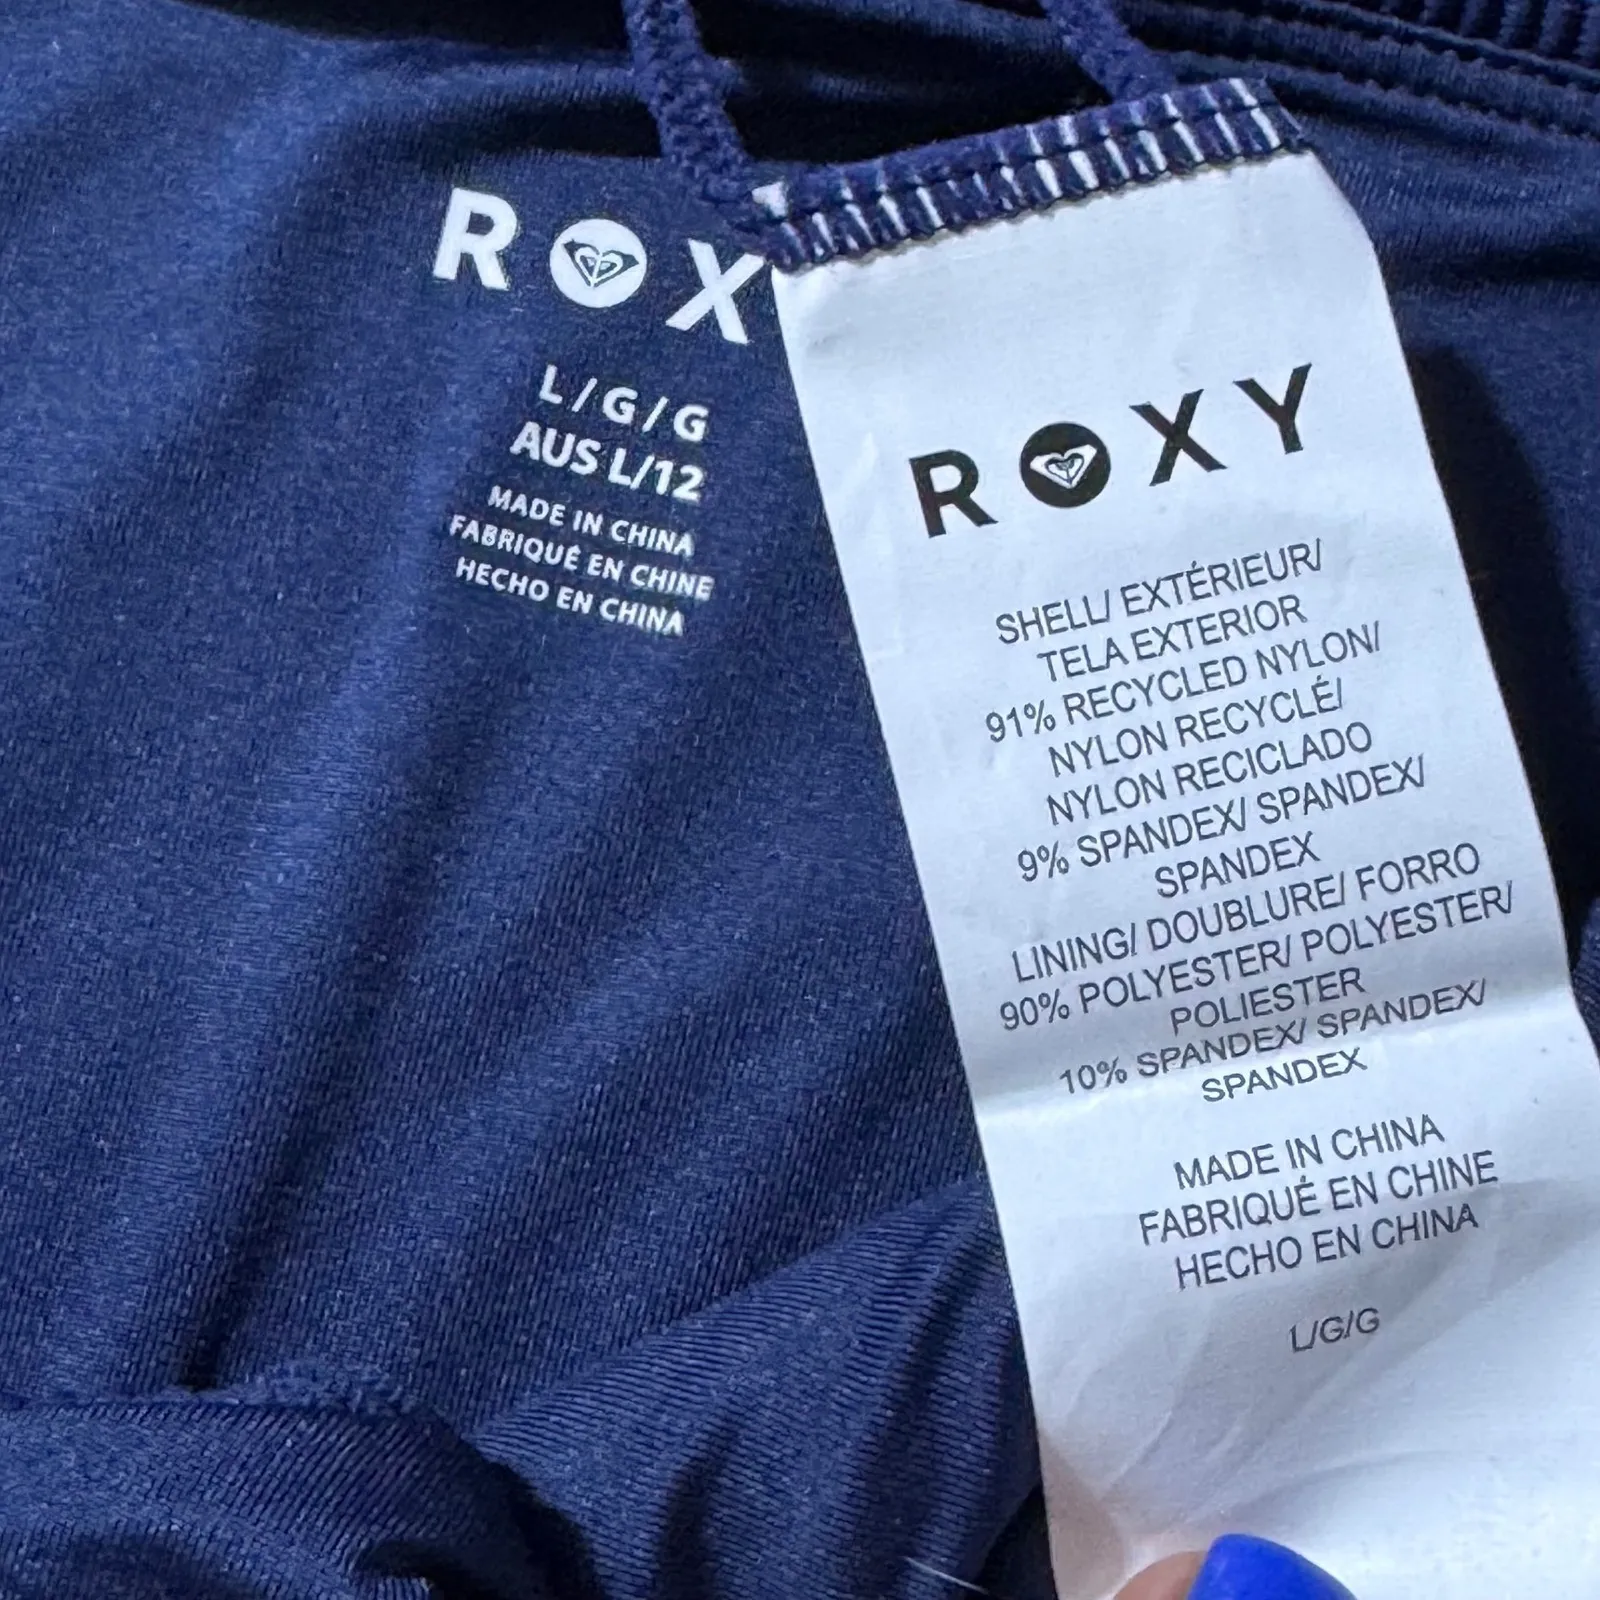 ROX
L/G/G
AUS L/12
MADE IN CHINA
FABRIQUÉ EN CHINE
HECHO EN CHINA
ROXY
SHELL/ EXTÉRIEUR/
TELA EXTERIOR
91% RECYCLED NYLON/
NYLON RECYCLÉ/
NYLON RECICLADO
9% SPANDEX/ SPANDEX/
SPANDEX
LINING/ DOUBLURE/ FORRO
90% POLYESTER/ POLYESTER/
POLIESTER
10% SPANDEX/ SPANDEX/
SPANDEX
MADE IN CHINA
FABRIQUÉ EN CHINE
HECHO EN CHINA
L/G/G